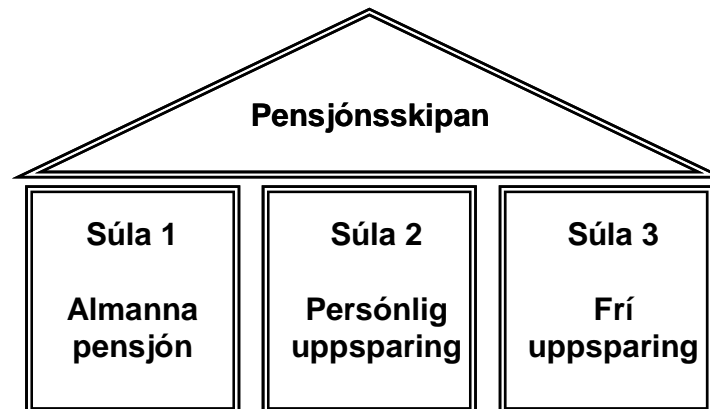 Pensjónsskipan
Súla 1
Almanna
pensjón
Súla 2
Persónlig
uppsparing
Súla 3
Frí
uppsparing